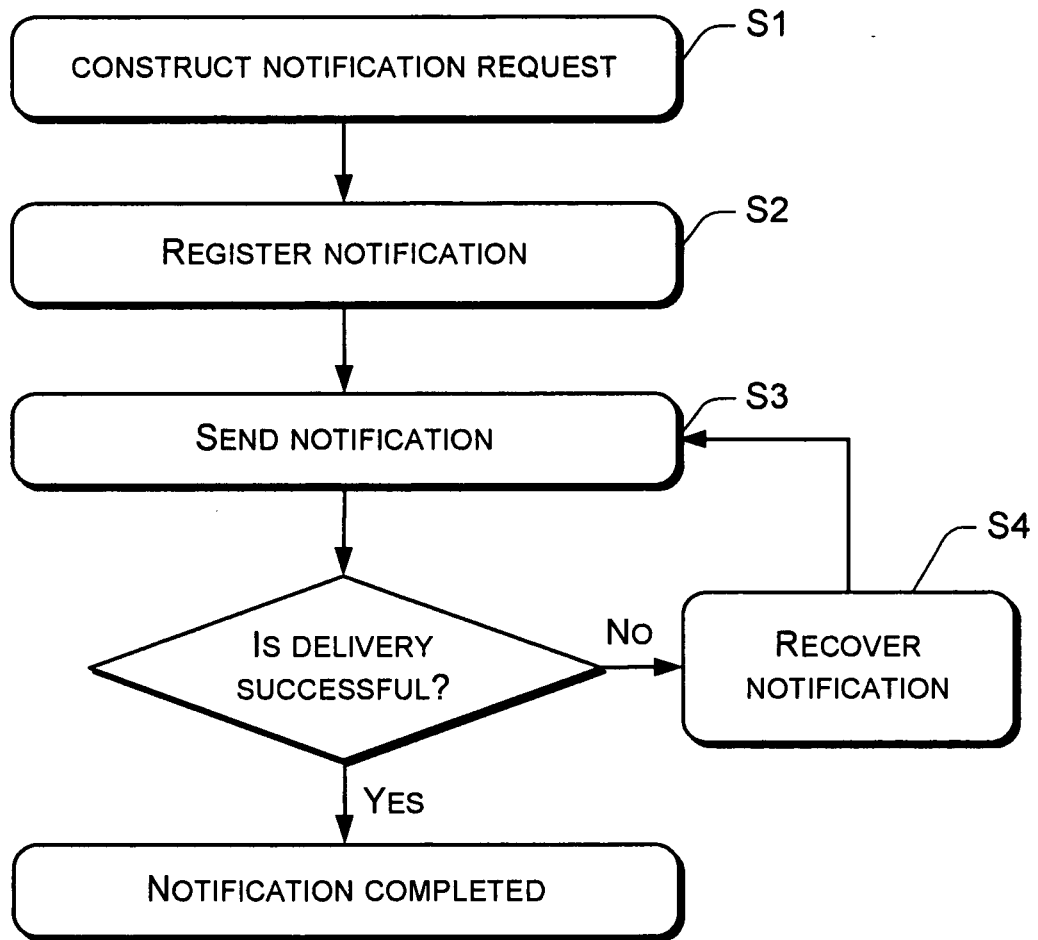 CONSTRUCT NOTIFICATION REQUEST
S1
REGISTER NOTIFICATION
S2
SEND NOTIFICATION
S3
IS DELIVERY
SUCCESSFUL?
NO
RECOVER
NOTIFICATION
S4
YES
NOTIFICATION COMPLETED